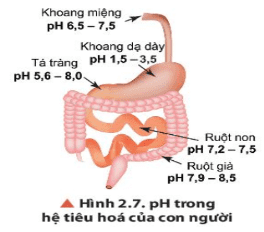 Khoang miệng
pH 6,5 – 7,5
Khoang dạ dày
pH 1,5 – 3,5
Tá tràng
pH 5,6 – 8,0
Ruột non
pH 7,2 – 7,5
Ruột già
pH 7,9 – 8,5
▲ Hình 2.7. pH trong
hệ tiêu hoá của con người